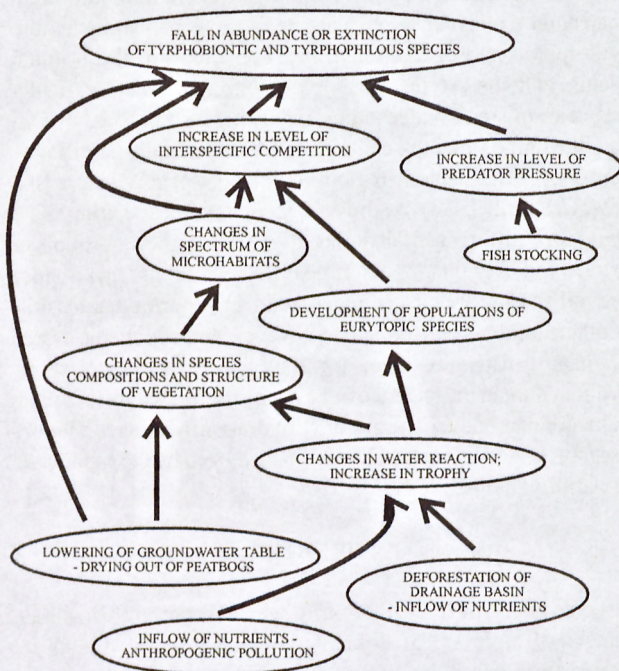 FALL IN ABUNDANCE OR EXTINCTION
OF TYRPHOBIONTIC AND TYRPHOPHILOUS SPECIES
INCREASE IN LEVEL OF
INTERSPECIFIC COMPETITION
INCREASE IN LEVEL OF
PREDATOR PRESSURE
CHANGES IN
SPECTRUM OF
MICROHABITATS
FISH STOCKING
DEVELOPMENT OF POPULATIONS OF
EURYTOPIC SPECIES
CHANGES IN SPECIES
COMPOSITIONS AND STRUCTURE
OF VEGETATION
CHANGES IN WATER REACTION;
INCREASE IN TROPHY
LOWERING OF GROUNDWATER TABLE
- DRYING OUT OF PEATBOGS
DEFORESTATION OF
DRAINAGE BASIN
- INFLOW OF NUTRIENTS
INFLOW OF NUTRIENTS -
ANTHROPOGENIC POLLUTION